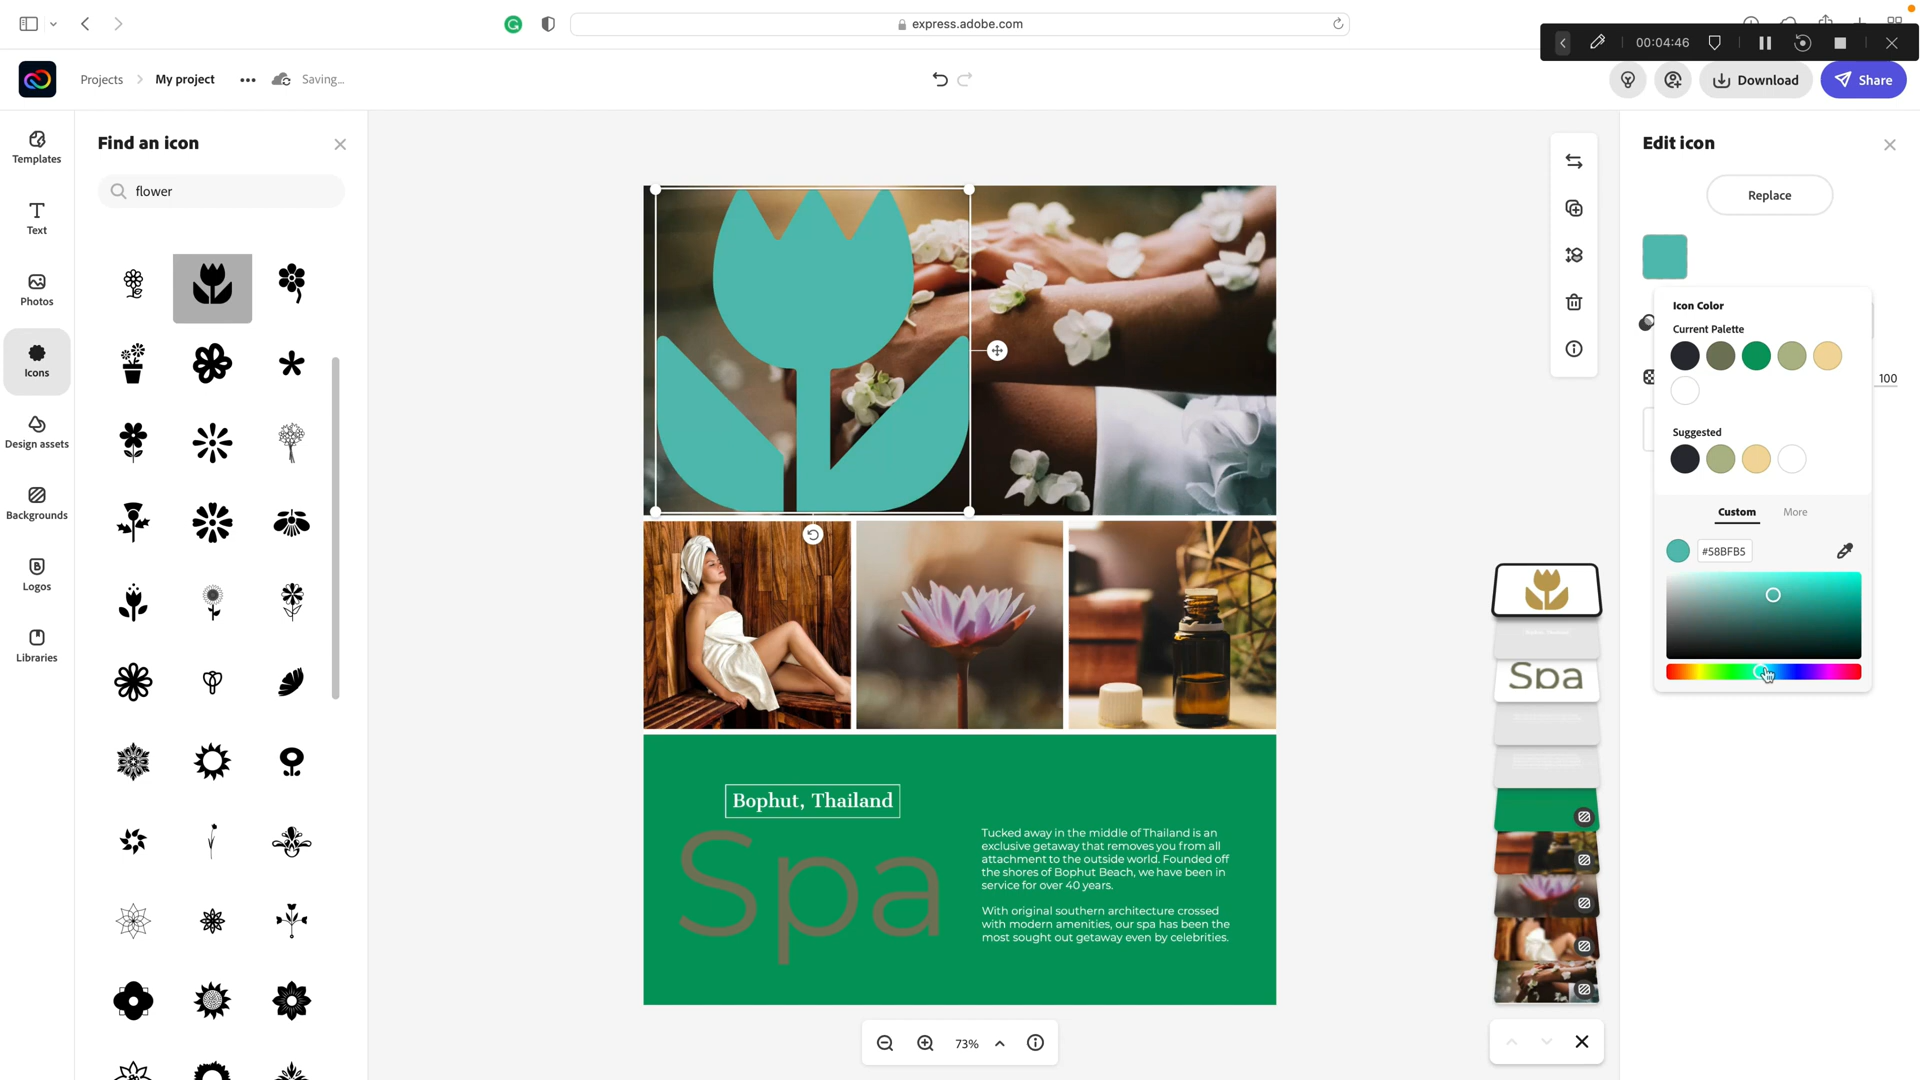 express.adobe.com
00:04:46
Projects
My project
Saving...
Download
Share
Templates
Text
Photos
Icons
Design assets
Backgrounds
Logos
Libraries
Find an icon
flower
Bophut, Thailand
Spa
Tucked away in the middle of Thailand is an
exclusive getaway that removes you from all
attachment to the outside world. Founded off
the shores of Bophut Beach, we have been in
service for over 40 years.
With original southern architecture crossed
with modern amenities, our spa has been the
most sought out getaway even by celebrities.
73%
Spa
Edit icon
Replace
Icon Color
Current Palette
100
Suggested
Custom
More
#58BFB5